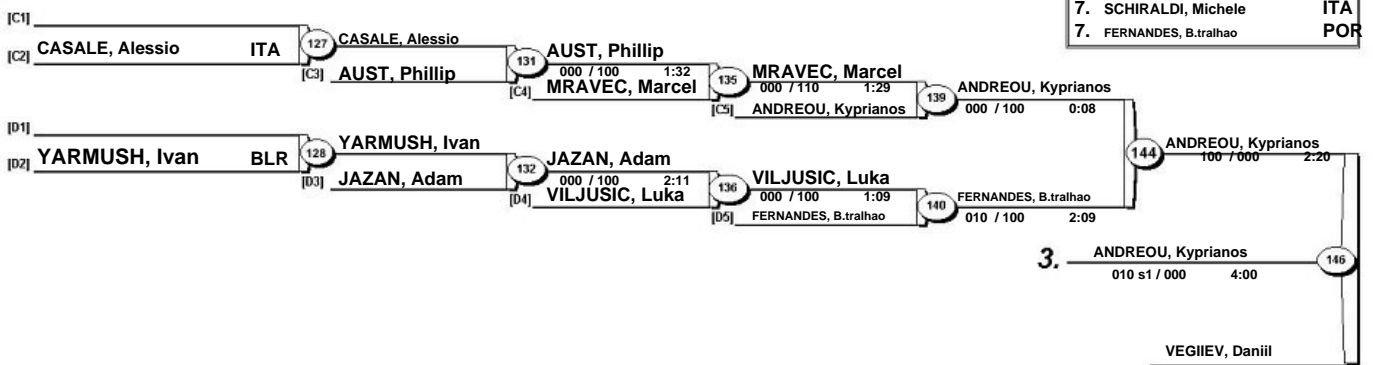 7. SCHIRALDI, Michele ITA
7. FERNANDES, B.tralhao POR
[C1]
[C2] CASALE, Alessio ITA
127
CASALE, Alessio
[C3] AUST, Phillip
131
AUST, Phillip
000 / 100 1:32
[C4] MRAVEC, Marcel
135
MRAVEC, Marcel
000 / 110 1:29
[C5] ANDREOU, Kyprianos
139
ANDREOU, Kyprianos
000 / 100 0:08
[D1]
[D2] YARMUSH, Ivan BLR
128
YARMUSH, Ivan
[D3] JAZAN, Adam
132
JAZAN, Adam
000 / 100 2:11
[D4] VILJUSIC, Luka
136
VILJUSIC, Luka
000 / 100 1:09
[D5] FERNANDES, B.tralhao
140
FERNANDES, B.tralhao
010 / 100 2:09
144
ANDREOU, Kyprianos
100 / 000 2:20
3. ANDREOU, Kyprianos
010 s1 / 000 4:00
146
VEGIIEV, Daniil